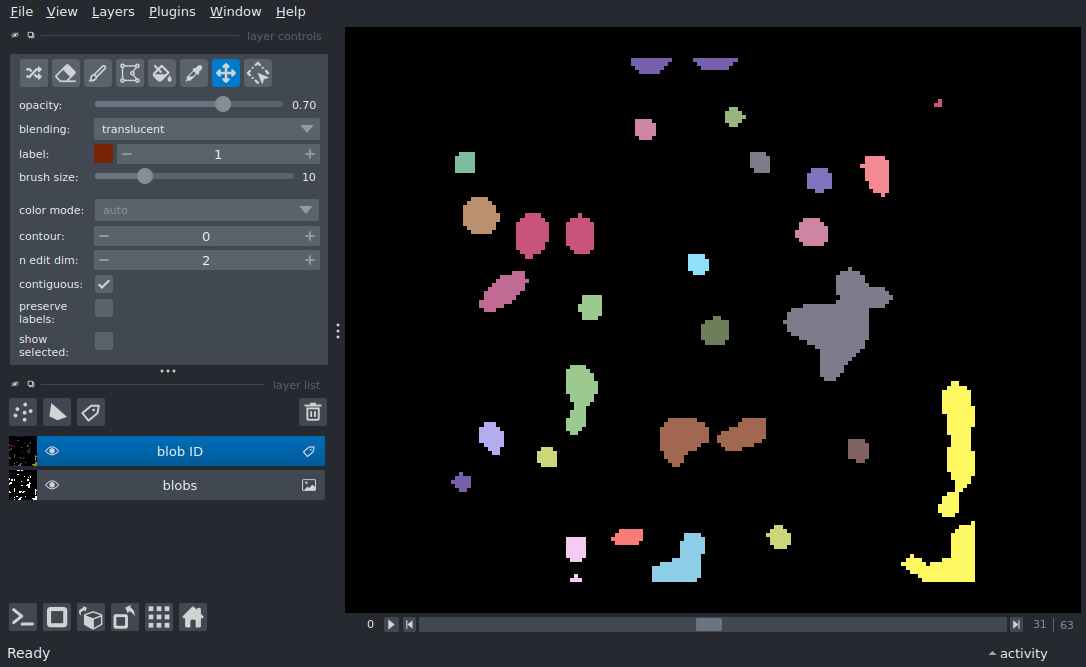 File View Layers Plugins Window Help
layer controls
opacity: 0.70
blending: translucent
label: 1
brush size: 10
color mode: auto
contour: 0
n edit dim: 2
contiguous:
preserve
labels:
show
selected:
layer list
blob ID
blobs
0 31 63
Ready activity